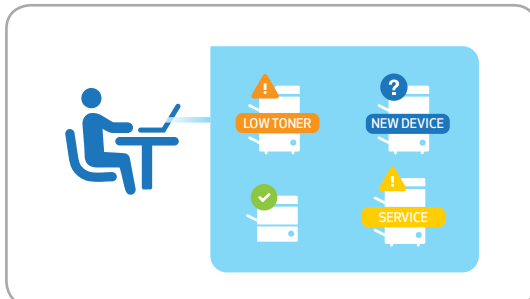 !
LOW TONER
?
NEW DEVICE
!
SERVICE